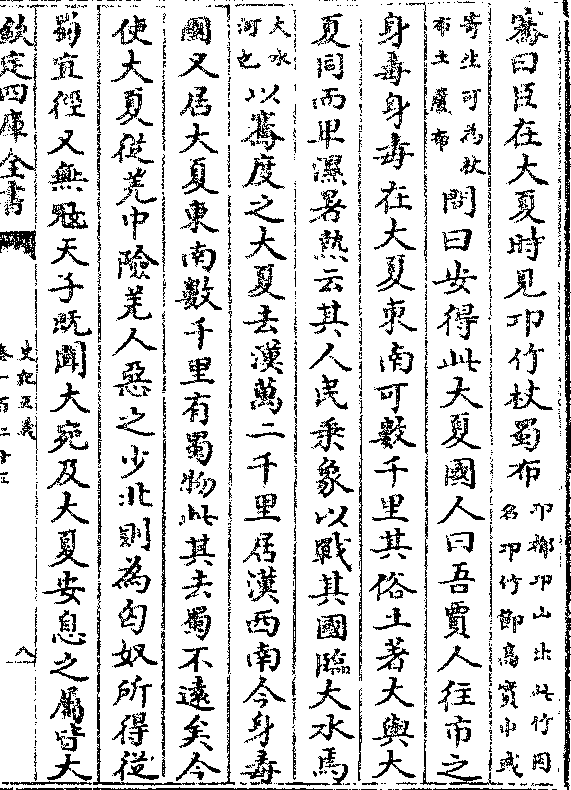 騫曰臣在大夏時見卭竹杖蜀布
卭都卭山出此竹因
名卭竹節高實中或
寄生可為杖
布土蘆布
問曰安得此大夏國人曰吾賈人往市之
身毒身毒在大夏東南可數千里其俗土著大與大
夏同而卑濕暑熱云其人民乗象以戰其國臨大水焉
大水
河也
以騫度之大夏去漢萬二千里居漢西南今身毒
國又居大夏東南數千里有蜀物此其去蜀不遠矣今
使大夏從羌中險羌人惡之少北則為匈奴所得從
蜀宜徑又無冦天子既聞大宛及大夏安息之屬皆大
欽定四庫全書
史記正義
卷一百二十三
八